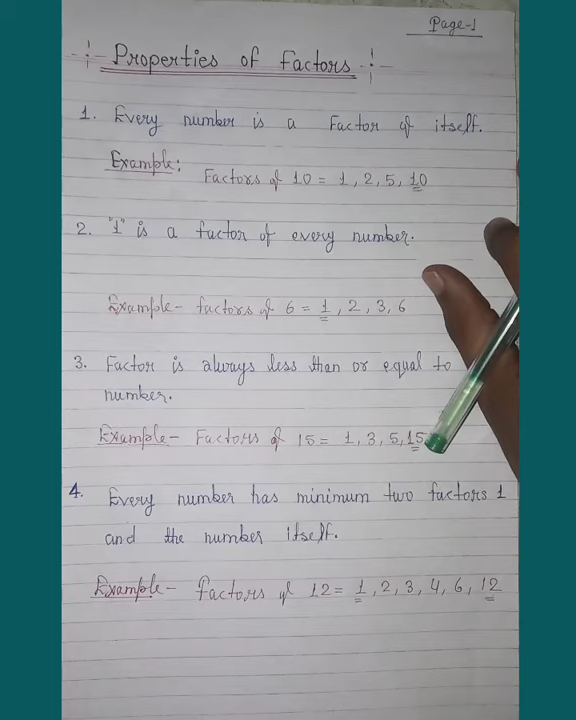 Page-1
Properties of Factors
1. Every number is a Factor of itself.
Example: Factors of 10 = 1, 2, 5, 10
2. "1" is a factor of every number.
Example- factors of 6 = 1, 2, 3, 6
3. Factor is always less than or equal to
number.
Example- Factors of 15 = 1, 3, 5, 15
4. Every number has minimum two factors 1
and the number itself.
Example- factors of 12 = 1, 2, 3, 4, 6, 12